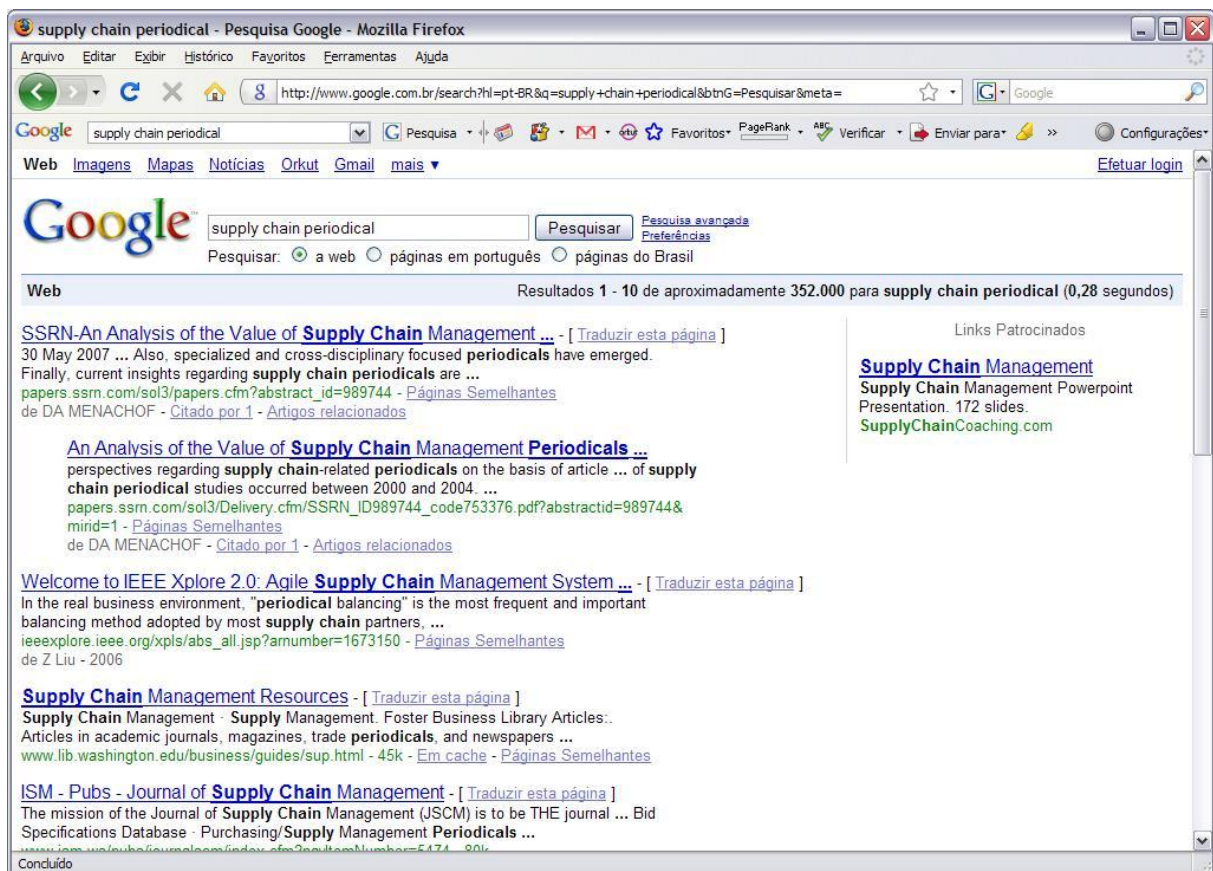 supply chain periodical - Pesquisa Google - Mozilla Firefox
Arquivo Editar Exibir Histórico Favoritos Ferramentas Ajuda
http://www.google.com.br/search?hl=pt-BR&q=supply+chain+periodical&btnG=Pesquisar&meta= G Google
Google supply chain periodical G Pesquisa orkut Favoritos PageRank ABC Verificar Enviar para » Configurações
Web Imagens Mapas Notícias Orkut Gmail mais ▼ Efetuar login
Google™ supply chain periodical Pesquisar Pesquisa avançada
Preferências
Pesquisar: a web páginas em português páginas do Brasil
Web Resultados 1 - 10 de aproximadamente 352.000 para supply chain periodical (0,28 segundos)
SSRN-An Analysis of the Value of Supply Chain Management ... - [ Traduzir esta página ]
30 May 2007 ... Also, specialized and cross-disciplinary focused periodicals have emerged.
Finally, current insights regarding supply chain periodicals are ...
papers.ssrn.com/sol3/papers.cfm?abstract_id=989744 - Páginas Semelhantes
de DA MENACHOF - Citado por 1 - Artigos relacionados
An Analysis of the Value of Supply Chain Management Periodicals ...
perspectives regarding supply chain-related periodicals on the basis of article ... of supply
chain periodical studies occurred between 2000 and 2004. ...
papers.ssrn.com/sol3/Delivery.cfm/SSRN_ID989744_code753376.pdf?abstractid=989744&
mirid=1 - Páginas Semelhantes
de DA MENACHOF - Citado por 1 - Artigos relacionados
Welcome to IEEE Xplore 2.0: Agile Supply Chain Management System ... - [ Traduzir esta página ]
In the real business environment, "periodical balancing" is the most frequent and important
balancing method adopted by most supply chain partners, ...
ieeexplore.ieee.org/xpls/abs_all.jsp?arnumber=1673150 - Páginas Semelhantes
de Z Liu - 2006
Supply Chain Management Resources - [ Traduzir esta página ]
Supply Chain Management · Supply Management. Foster Business Library Articles:.
Articles in academic journals, magazines, trade periodicals, and newspapers ...
www.lib.washington.edu/business/guides/sup.html - 45k - Em cache - Páginas Semelhantes
ISM - Pubs - Journal of Supply Chain Management - [ Traduzir esta página ]
The mission of the Journal of Supply Chain Management (JSCM) is to be THE journal ... Bid
Specifications Database · Purchasing/Supply Management Periodicals ...
Links Patrocinados
Supply Chain Management
Supply Chain Management Powerpoint
Presentation. 172 slides.
SupplyChainCoaching.com
Concluído